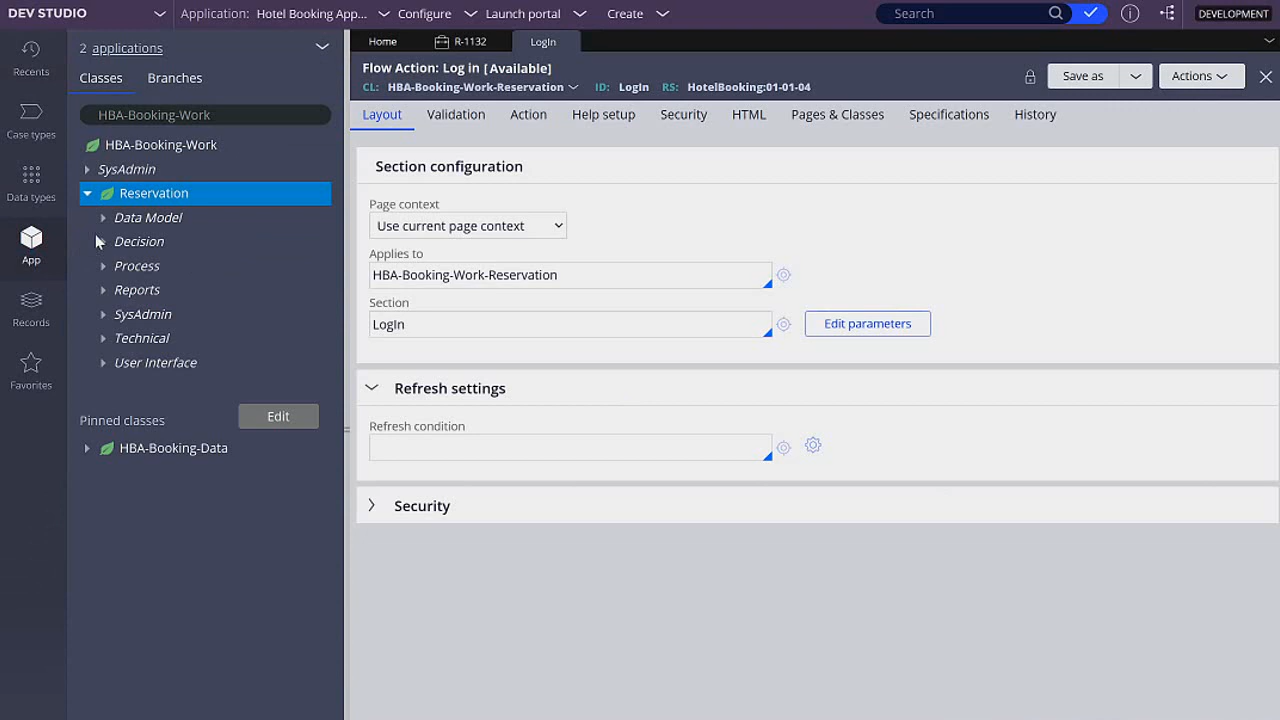 DEV STUDIO
Application: Hotel Booking App...
Configure
Launch portal
Create
Search
DEVELOPMENT
Recents
Case types
Data types
App
Records
Favorites
2 applications
Classes
Branches
HBA-Booking-Work
HBA-Booking-Work
SysAdmin
Reservation
Data Model
Decision
Process
Reports
SysAdmin
Technical
User Interface
Pinned classes
Edit
HBA-Booking-Data
Home
R-1132
LogIn
Flow Action: Log in [Available]
CL: HBA-Booking-Work-Reservation
ID: LogIn
RS: HotelBooking:01-01-04
Save as
Actions
Layout
Validation
Action
Help setup
Security
HTML
Pages & Classes
Specifications
History
Section configuration
Page context
Use current page context
Applies to
HBA-Booking-Work-Reservation
Section
LogIn
Edit parameters
Refresh settings
Refresh condition
Security